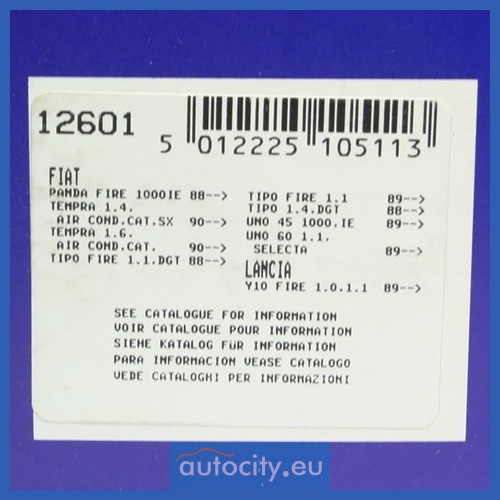 12601
5 012225 105113
FIAT
PANDA FIRE 1000IE 88-->
TEMPRA 1.4.
AIR COND.CAT.SX 90-->
TEMPRA 1.6.
AIR COND.CAT. 90-->
TIPO FIRE 1.1.DGT 88-->
TIPO FIRE 1.1 89-->
TIPO 1.4.DGT 88-->
UNO 45 1000.IE 89-->
UNO 60 1.1.
SELECTA 89-->
LANCIA
Y10 FIRE 1.0.1.1 89-->
SEE CATALOGUE FOR INFORMATION
VOIR CATALOGUE POUR INFORMATION
SIEHE KATALOG FÜR INFORMATION
PARA INFORMACION VEASE CATALOGO
VEDE CATALOGHI PER INFORMAZIONI
autocity.eu